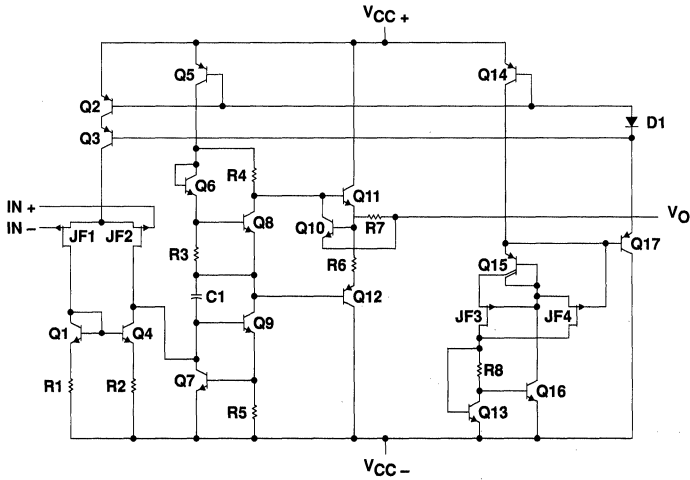 VCC+
Q5
Q14
Q2
D1
Q3
Q6
R4
Q11
IN +
IN −
JF1
JF2
Q8
Q10
R7
VO
Q17
R3
R6
Q15
C1
Q12
JF3
JF4
Q1
Q4
Q9
R8
Q7
R1
R2
R5
Q16
Q13
VCC−